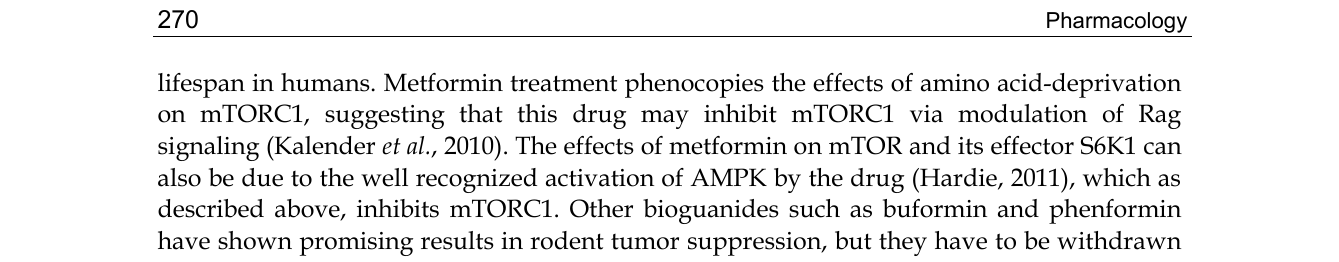 270 Pharmacology
lifespan in humans. Metformin treatment phenocopies the effects of amino acid-deprivation
on mTORC1, suggesting that this drug may inhibit mTORC1 via modulation of Rag
signaling (Kalender et al., 2010). The effects of metformin on mTOR and its effector S6K1 can
also be due to the well recognized activation of AMPK by the drug (Hardie, 2011), which as
described above, inhibits mTORC1. Other bioguanides such as buformin and phenformin
have shown promising results in rodent tumor suppression, but they have to be withdrawn